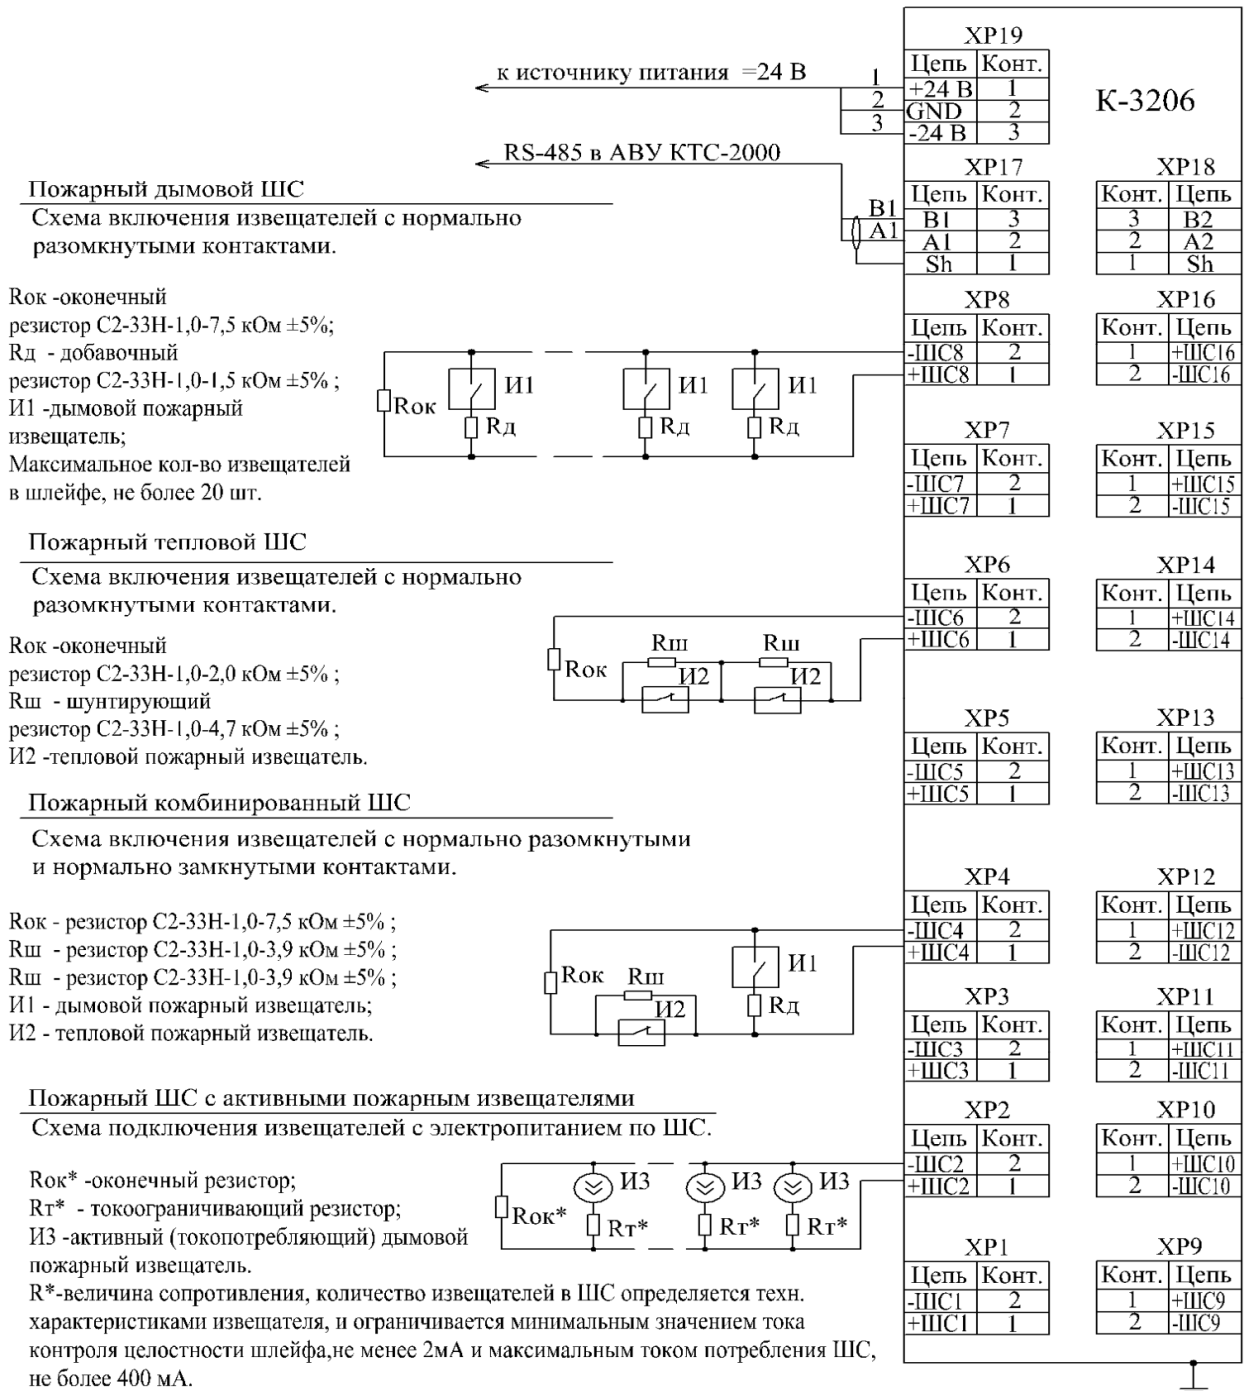 к источнику питания =24 В
RS-485 в АВУ КТС-2000
1
2
3
B1
A1
Пожарный дымовой ШС
Схема включения извещателей с нормально
разомкнутыми контактами.
Rок -оконечный
резистор С2-33Н-1,0-7,5 кОм ±5%;
Rд - добавочный
резистор С2-33Н-1,0-1,5 кОм ±5% ;
И1 -дымовой пожарный
извещатель;
Максимальное кол-во извещателей
в шлейфе, не более 20 шт.
Rок
И1 И1 И1
Rд Rд Rд
Пожарный тепловой ШС
Схема включения извещателей с нормально
разомкнутыми контактами.
Rок -оконечный
резистор С2-33Н-1,0-2,0 кОм ±5% ;
Rш - шунтирующий
резистор С2-33Н-1,0-4,7 кОм ±5% ;
И2 -тепловой пожарный извещатель.
Rш Rш
Rок И2 И2
Пожарный комбинированный ШС
Схема включения извещателей с нормально разомкнутыми
и нормально замкнутыми контактами.
Rок - резистор С2-33Н-1,0-7,5 кОм ±5% ;
Rш - резистор С2-33Н-1,0-3,9 кОм ±5% ;
Rш - резистор С2-33Н-1,0-3,9 кОм ±5% ;
И1 - дымовой пожарный извещатель;
И2 - тепловой пожарный извещатель.
И1
Rок Rш
И2 Rд
Пожарный ШС с активными пожарным извещателями
Схема подключения извещателей с электропитанием по ШС.
Rок* -оконечный резистор;
Rт* - токоограничивающий резистор;
И3 -активный (токопотребляющий) дымовой
пожарный извещатель.
R*-величина сопротивления, количество извещателей в ШС определяется техн.
характеристиками извещателя, и ограничивается минимальным значением тока
контроля целостности шлейфа,не менее 2мА и максимальным током потребления ШС,
не более 400 мА.
И3 И3 И3
Rок* Rт* Rт* Rт*
К-3206
XP19
Цепь Конт.
+24 В 1
GND 2
-24 В 3
XP17
Цепь Конт.
B1 3
A1 2
Sh 1
XP18
Конт. Цепь
3 B2
2 A2
1 Sh
XP8
Цепь Конт.
-ШС8 2
+ШС8 1
XP16
Конт. Цепь
1 +ШС16
2 -ШС16
XP7
Цепь Конт.
-ШС7 2
+ШС7 1
XP15
Конт. Цепь
1 +ШС15
2 -ШС15
XP6
Цепь Конт.
-ШС6 2
+ШС6 1
XP14
Конт. Цепь
1 +ШС14
2 -ШС14
XP5
Цепь Конт.
-ШС5 2
+ШС5 1
XP13
Конт. Цепь
1 +ШС13
2 -ШС13
XP4
Цепь Конт.
-ШС4 2
+ШС4 1
XP12
Конт. Цепь
1 +ШС12
2 -ШС12
XP3
Цепь Конт.
-ШС3 2
+ШС3 1
XP11
Конт. Цепь
1 +ШС11
2 -ШС11
XP2
Цепь Конт.
-ШС2 2
+ШС2 1
XP10
Конт. Цепь
1 +ШС10
2 -ШС10
XP1
Цепь Конт.
-ШС1 2
+ШС1 1
XP9
Конт. Цепь
1 +ШС9
2 -ШС9